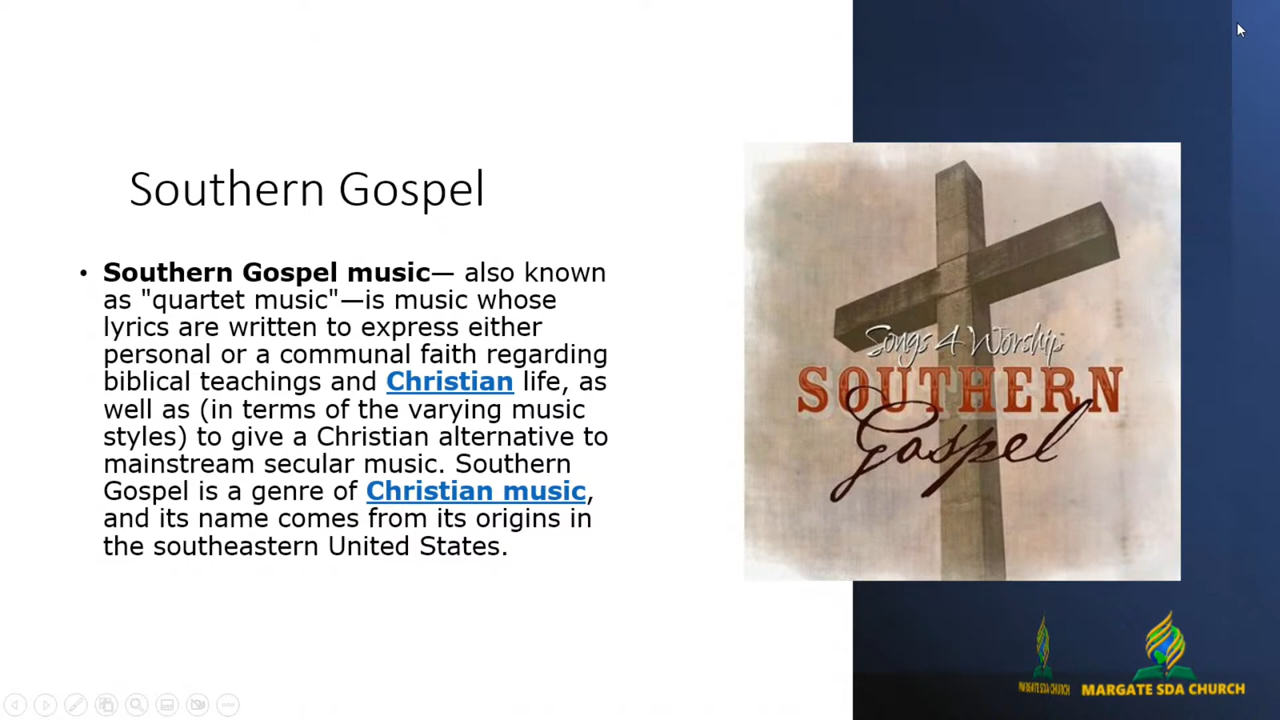 Southern Gospel
• Southern Gospel music— also known
as "quartet music"—is music whose
lyrics are written to express either
personal or a communal faith regarding
biblical teachings and Christian life, as
well as (in terms of the varying music
styles) to give a Christian alternative to
mainstream secular music. Southern
Gospel is a genre of Christian music,
and its name comes from its origins in
the southeastern United States.
Songs 4 Worship
SOUTHERN
Gospel
MARGATE SDA CHURCH
MARGATE SDA CHURCH